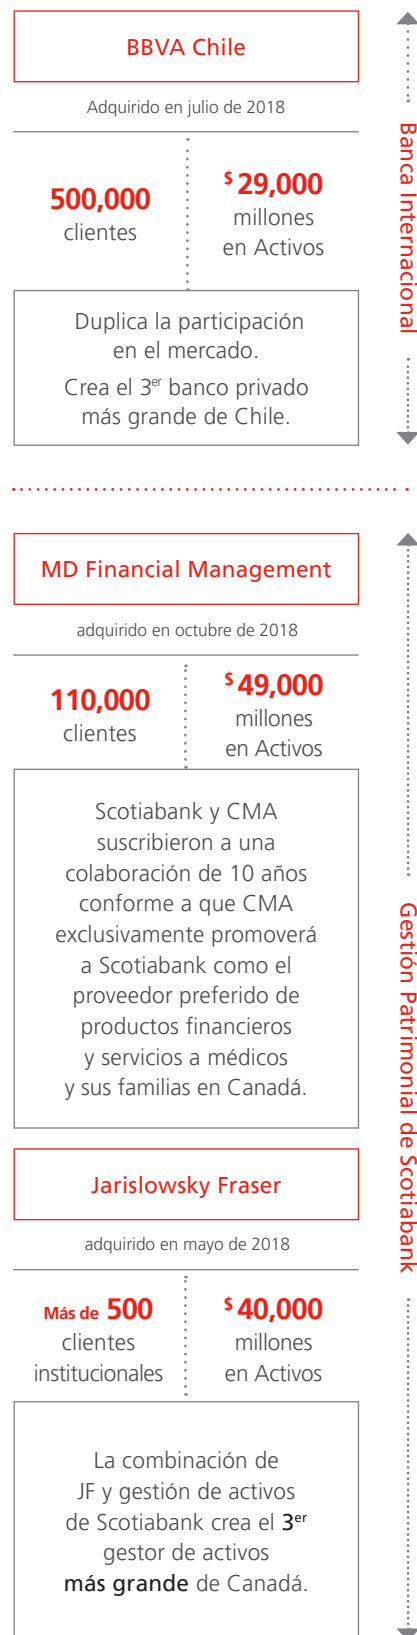 BBVA Chile
Adquirido en julio de 2018
500,000
clientes
$ 29,000
millones
en Activos
Duplica la participación
en el mercado.
Crea el 3er banco privado
más grande de Chile.
Banca Internacional
MD Financial Management
adquirido en octubre de 2018
110,000
clientes
$ 49,000
millones
en Activos
Scotiabank y CMA
suscribieron a una
colaboración de 10 años
conforme a que CMA
exclusivamente promoverá
a Scotiabank como el
proveedor preferido de
productos financieros
y servicios a médicos
y sus familias en Canadá.
Jarislowsky Fraser
adquirido en mayo de 2018
Más de 500
clientes
institucionales
$ 40,000
millones
en Activos
La combinación de
JF y gestión de activos
de Scotiabank crea el 3er
gestor de activos
más grande de Canadá.
Gestión Patrimonial de Scotiabank